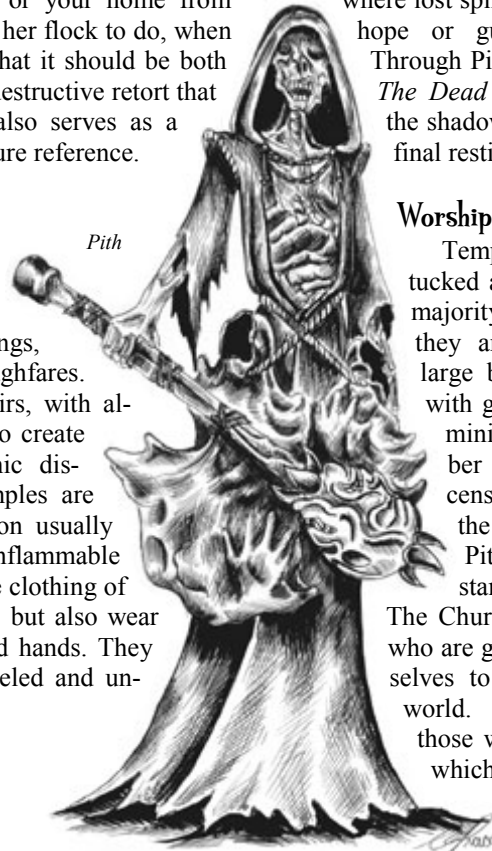 or your home from
her flock to do, when
hat it should be both
destructive retort that
also serves as a
ure reference.
Pith
ngs,
ghfares.
irs, with al-
o create
nic dis-
mples are
on usually
nflammable
e clothing of
but also wear
d hands. They
eled and un-
where lost spi
hope or gu
Through Pi
The Dead
the shadov
final resti
Worship
Temp
tucked a
majority
they ar
large b
with g
mini
ber
cens
the
Pit
star
The Chur
who are g
selves to
world.
those w
which